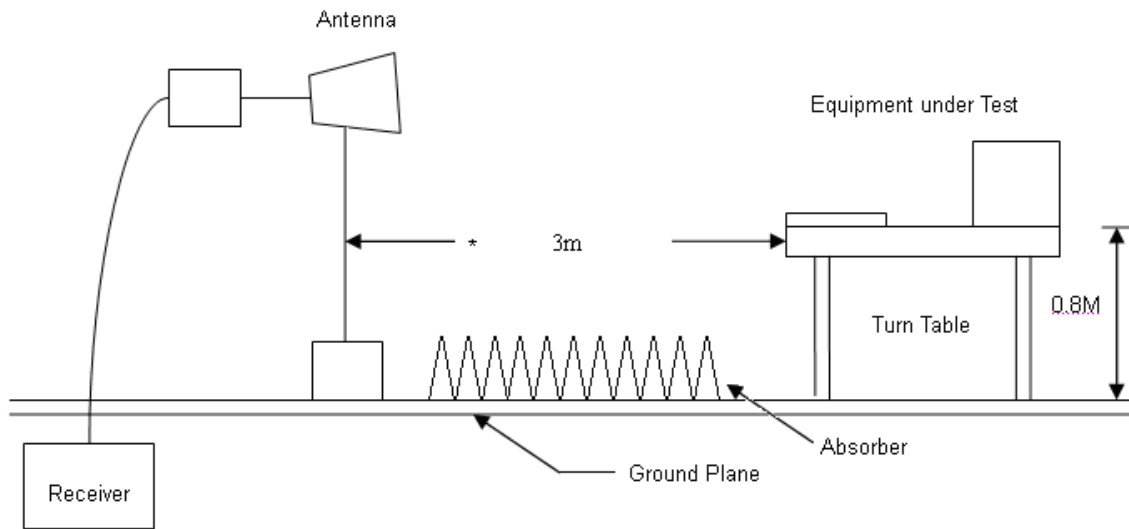 Antenna
Equipment under Test
* 3m
0.8M
Turn Table
Absorber
Ground Plane
Receiver